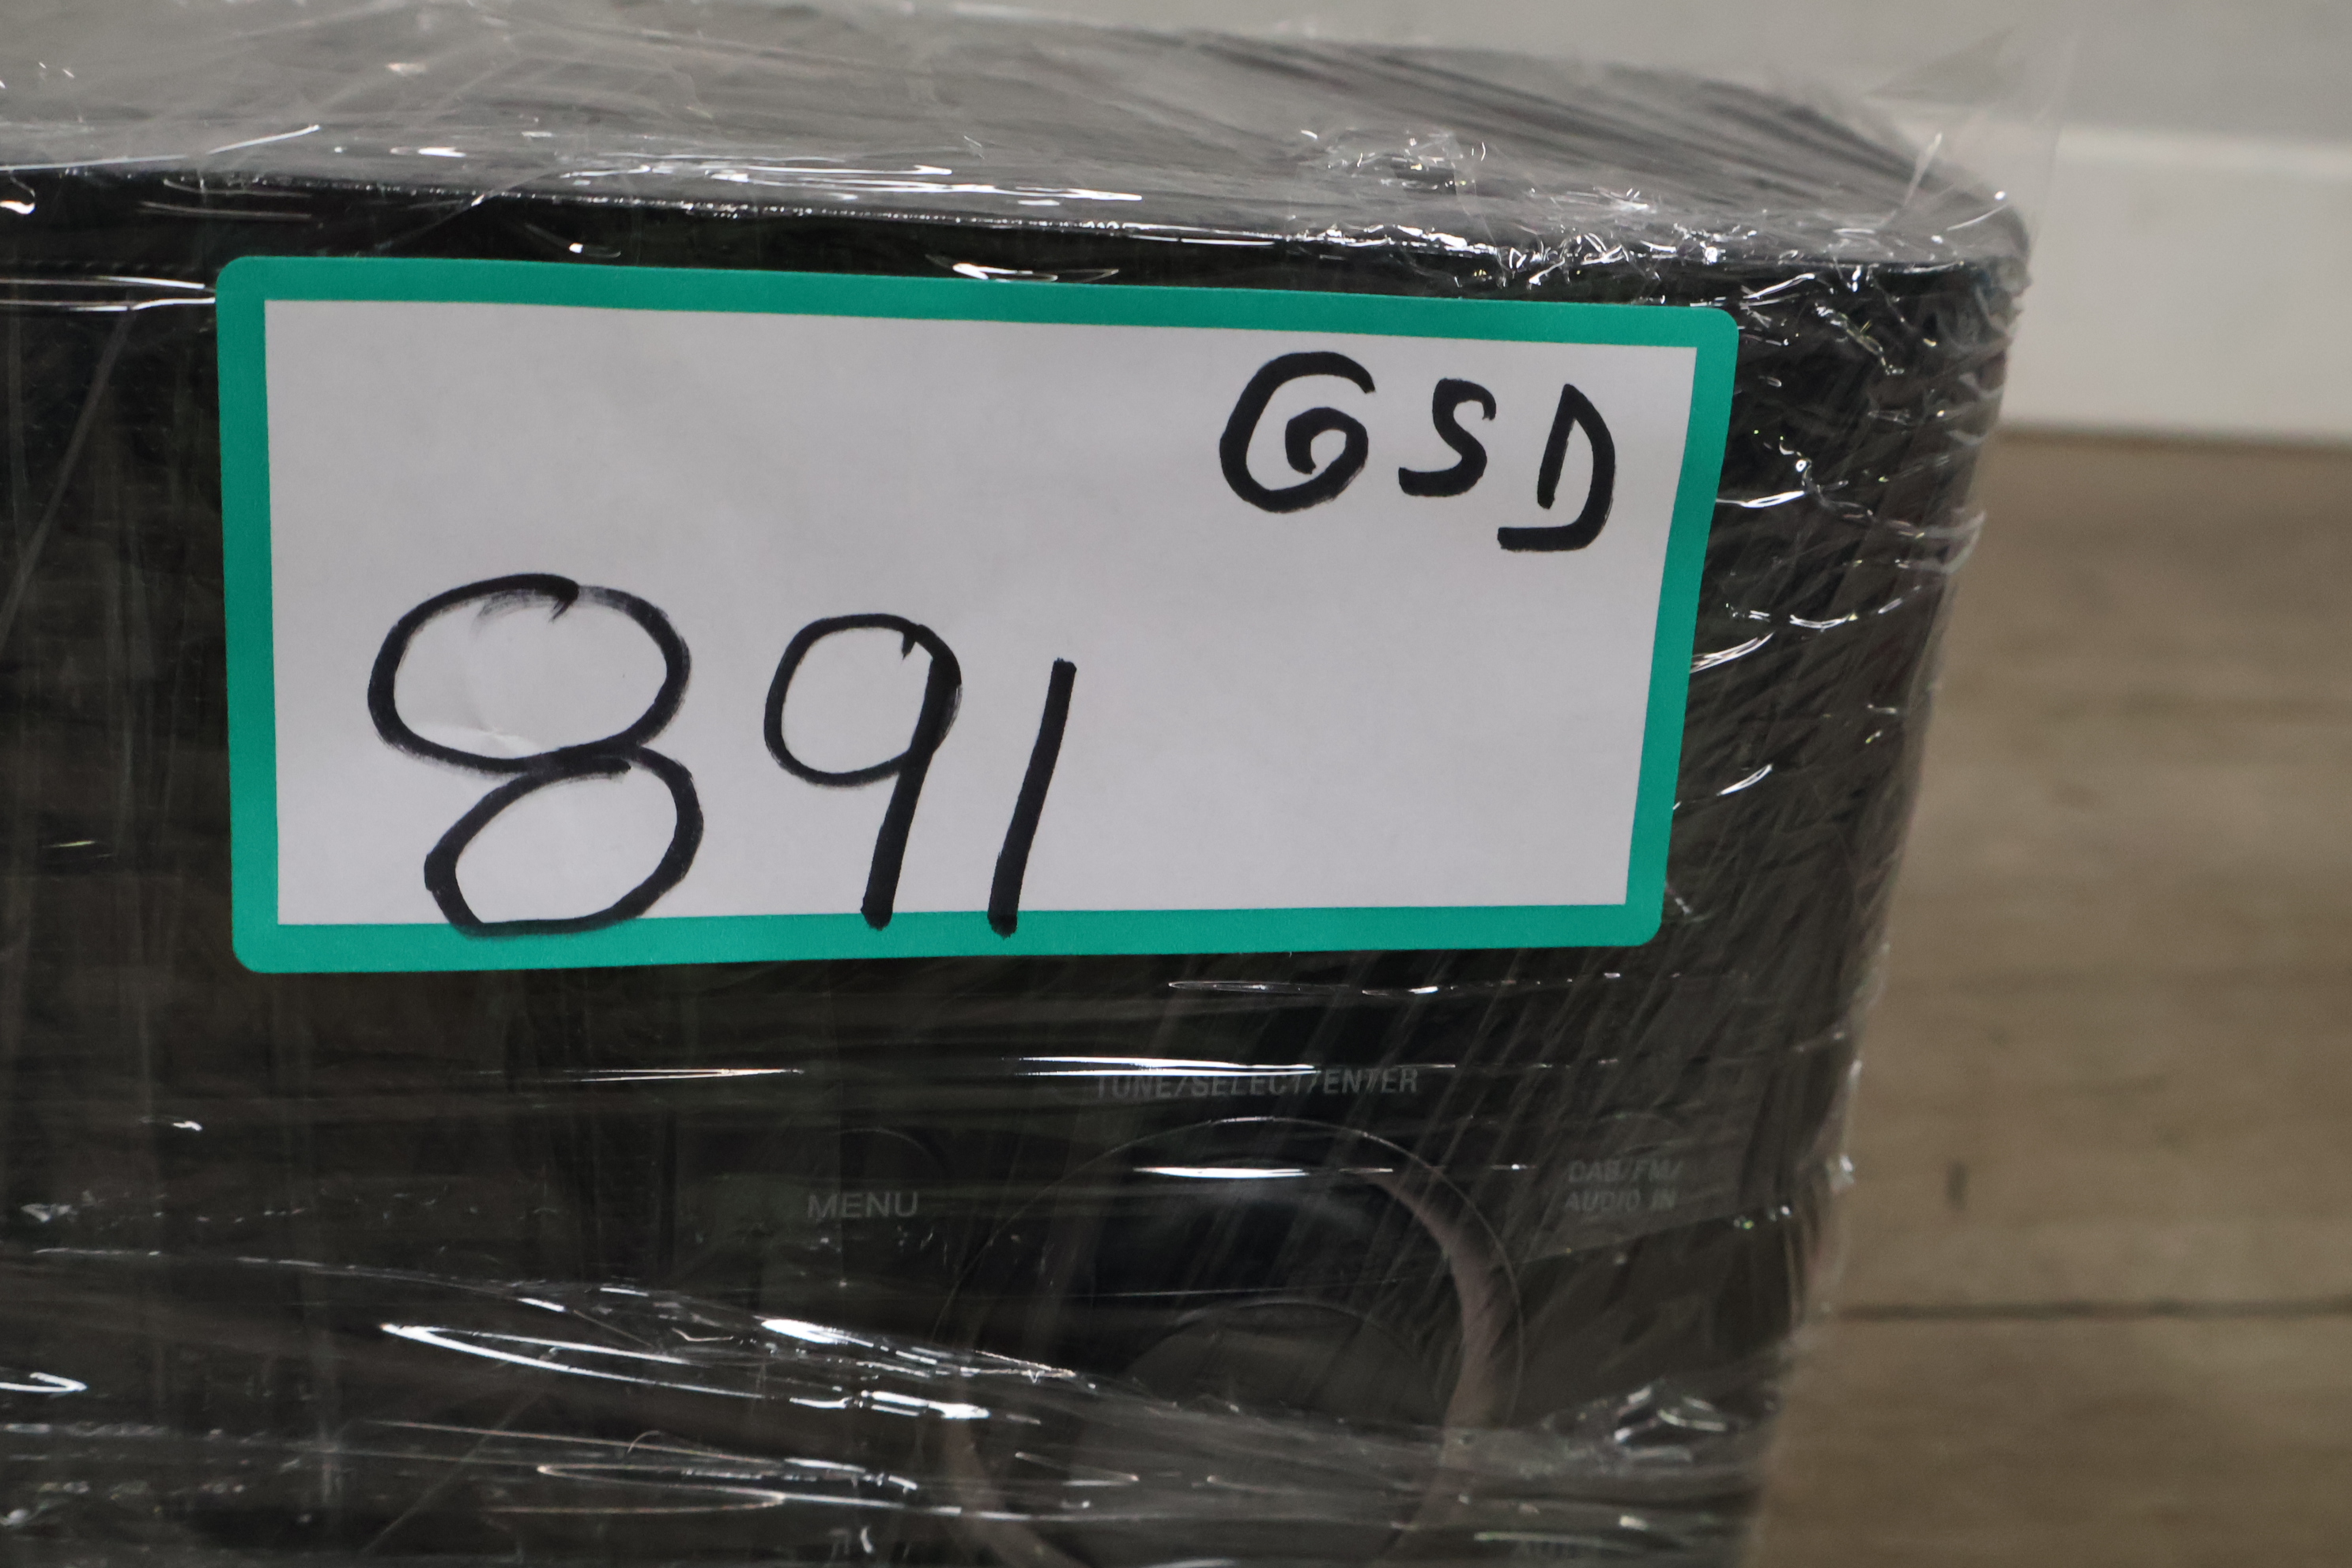 GSD
891
TUNE/SELECT/ENTER
MENU
DAB/FM/
AUDIO IN